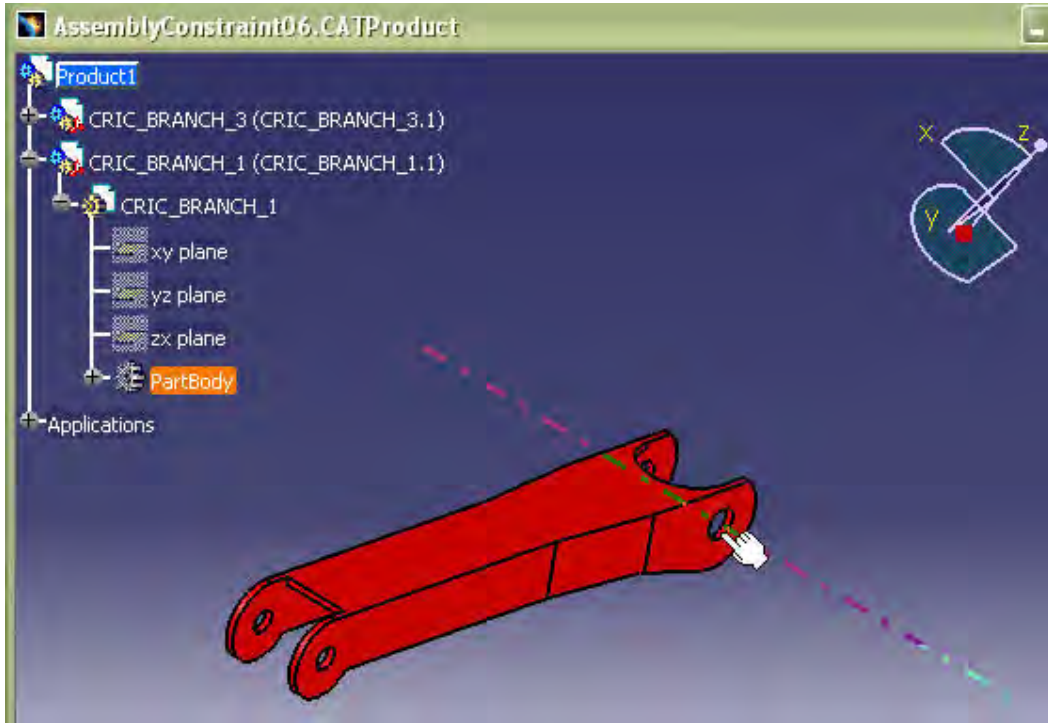 AssemblyConstraint06.CATProduct
Product1
CRIC_BRANCH_3 (CRIC_BRANCH_3.1)
CRIC_BRANCH_1 (CRIC_BRANCH_1.1)
CRIC_BRANCH_1
xy plane
yz plane
zx plane
PartBody
Applications
x
z
y